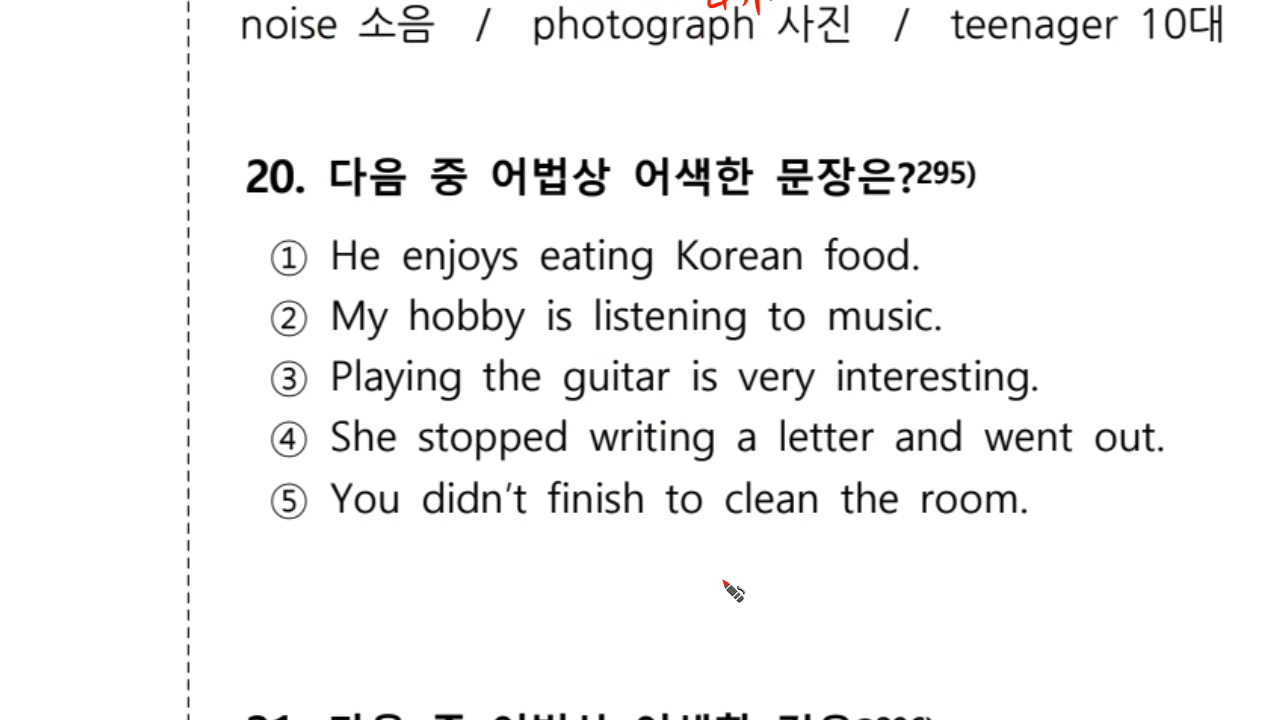 noise 소음 / photograph 사진 / teenager 10대
20. 다음 중 어법상 어색한 문장은?295)
① He enjoys eating Korean food.
② My hobby is listening to music.
③ Playing the guitar is very interesting.
④ She stopped writing a letter and went out.
⑤ You didn't finish to clean the room.